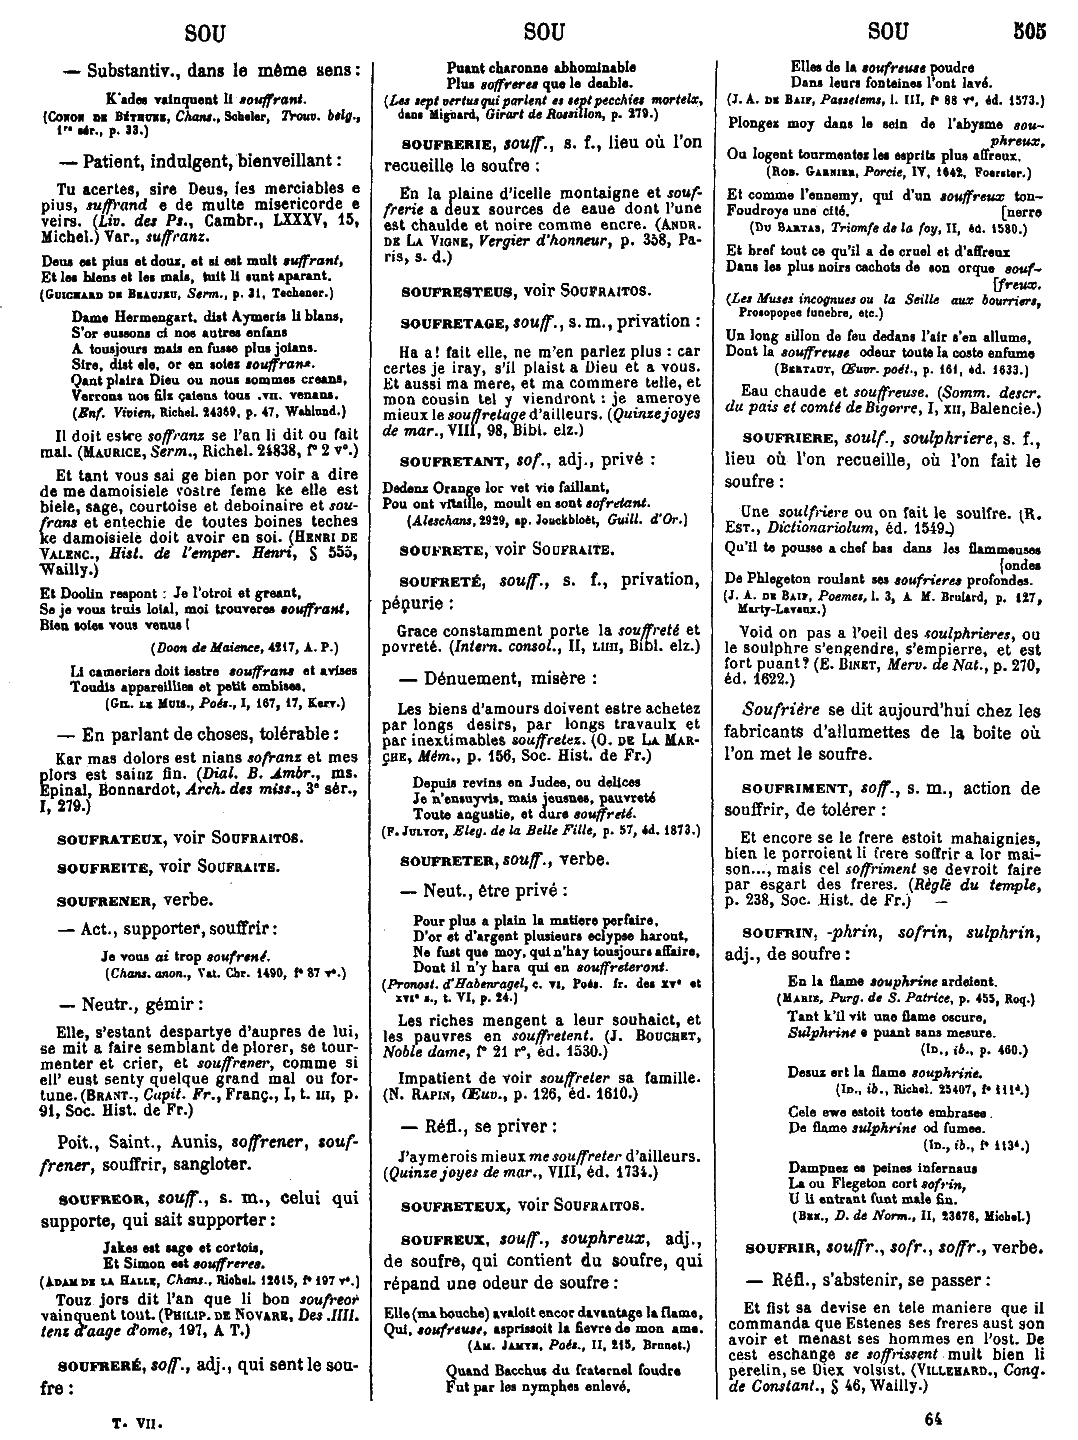 SOU
SOU
SOU
505
— Substantiv., dans le même sens :
K'ades vainquent li souffrant.
(CONON DE BÉTHUNE, Chans., Scheler, Trouv. belg.,
1re sér., p. 33.)
— Patient, indulgent, bienveillant :
Tu acertes, sire Deus, les merciables e
pius, suffrand e de multe misericorde e
veirs. (Liv. des Ps., Cambr., LXXXV, 15,
Michel.) Var., suffranz.
Deus est pius et douz, et si est mult suffrant,
Et les biens et les mals, tuit li sunt aparant.
(GUICHARD DE BEAUJEU, Serm., p. 21, Techener.)
Dame Hermengart, dist Aymeris li blans,
S'or eussons ci nos autres enfans
A tousjours mais en fusse plus joians.
Sire, dist ele, or en soies souffrans.
Qant plaira Dieu ou nous sommes creans,
Verrons nos filz çaiens tous .VII. venans.
(Enf. Vivien, Richel. 24369, p. 47, Wahlund.)
Il doit estre soffranz se l'an li dit ou fait
mal. (MAURICE, Serm., Richel. 24838, f° 2 v°.)
Et tant vous sai ge bien por voir a dire
de me damoisiele vostre feme ke elle est
biele, sage, courtoise et deboinaire et sou-
frans et entechie de toutes boines teches
ke damoisiele doit avoir en soi. (HENRI DE
VALENC., Hist. de l'emper. Henri, § 555,
Wailly.)
Et Doolin respont : Je l'otroi et greant,
Se je vous truis loial, moi trouveres souffrant,
Bien soies vous venus !
(Doon de Maience, 4217, A. P.)
Li cameriers doit iestre souffrans et avises
Toudis appareillies et petit embises.
(GIL. LE MUIS., Poés., I, 167, 17, Kerv.)
— En parlant de choses, tolérable :
Kar mas dolors est nians sofranz et mes
plors est sainz fin. (Dial. B. Ambr., ms.
Epinal, Bonnardot, Arch. des miss., 3e sér.,
I, 279.)
SOUFRATEUX, voir SOUFRAITOS.
SOUFREITE, voir SOUFRAITE.
SOUFRENER, verbe.
— Act., supporter, souffrir :
Je vous ai trop soufrené.
(Chans. anon., Vat. Chr. 1490, f° 87 v°.)
— Neutr., gémir :
Elle, s'estant despartye d'aupres de lui,
se mit a faire semblant de plorer, se tour-
menter et crier, et souffrener, comme si
ell' eust senty quelque grand mal ou for-
tune. (BRANT., Capit. Fr., Franç., I, t. III, p.
91, Soc. Hist. de Fr.)
Poit., Saint., Aunis, soffrener, souf-
frener, souffrir, sangloter.
SOUFREOR, souff., s. m., celui qui
supporte, qui sait supporter :
Jakes est sage et cortois,
Et Simon est souffreres.
(ADAM DE LA HALLE, Chans., Richel. 12615, f° 197 v°.)
Touz jors dit l'an que li bon soufreor
vainquent tout. (PHILIP. DE NOVARE, Des .IIII.
tenz d'aage d'ome, 197, A T.)
SOUFRERÉ, soff., adj., qui sent le sou-
fre :
T. VII.
Puant charonne abhominable
Plus soffreres que le deable.
(Les sept vertus qui parlent es sept pecchies mortelx,
dans Mignard, Girart de Rossillon, p. 279.)
SOUFRERIE, souff., s. f., lieu où l'on
recueille le soufre :
En la plaine d'icelle montaigne et souf-
frerie a deux sources de eaue dont l'une
est chaulde et noire comme encre. (ANDR.
DE LA VIGNE, Vergier d'honneur, p. 358, Pa-
ris, s. d.)
SOUFRESTEUS, voir SOUFRAITOS.
SOUFRETAGE, souff., s. m., privation :
Ha a! fait elle, ne m'en parlez plus : car
certes je iray, s'il plaist a Dieu et a vous.
Et aussi ma mere, et ma commere telle, et
mon cousin tel y viendront : je ameroye
mieux le souffretage d'ailleurs. (Quinze joyes
de mar., VIII, 98, Bibl. elz.)
SOUFRETANT, sof., adj., privé :
Dedenz Orange lor vet vie faillant,
Pou ont vitaille, moult en sont sofretant.
(Aleschans, 2929, ap. Jonckbloët, Guill. d'Or.)
SOUFRETE, voir SOUFRAITE.
SOUFRETÉ, souff., s. f., privation,
pénurie :
Grace constamment porte la souffreté et
povreté. (Intern. consol., II, LIIII, Bibl. elz.)
— Dénuement, misère :
Les biens d'amours doivent estre achetez
par longs desirs, par longs travaulx et
par inextimables souffretez. (O. DE LA MAR-
CHE, Mém., p. 156, Soc. Hist. de Fr.)
Depuis revins en Judee, ou delices
Je n'ensuyvis, mais jeusnes, pauvreté
Toute angustie, et dure souffreté.
(F. JULYOT, Eleg. de la Belle Fille, p. 57, éd. 1873.)
SOUFRETER, souff., verbe.
— Neut., être privé :
Pour plus a plain la matiere perfaire,
D'or et d'argent plusieurs eclypse harout,
Ne fust que moy, qui n'hay tousjours affaire,
Dont il n'y hara qui en souffreteront.
(Pronost. d'Habenragel, c. VI, Poés. fr. des XVe et
XVIe s., t. VI, p. 24.)
Les riches mengent a leur souhaict, et
les pauvres en souffretent. (J. BOUCHET,
Noble dame, f° 21 r°, éd. 1530.)
Impatient de voir souffreter sa famille.
(N. RAPIN, Œuv., p. 126, éd. 1610.)
— Réfl., se priver :
J'aymerois mieux me souffreter d'ailleurs.
(Quinze joyes de mar., VIII, éd. 1734.)
SOUFRETEUX, voir SOUFRAITOS.
SOUFREUX, souff., souphreux, adj.,
de soufre, qui contient du soufre, qui
répand une odeur de soufre :
Elle (ma bouche) avaloit encor davantage la flame,
Qui, soufreuse, asprissoit la fievre de mon ame.
(AM. JAMYN, Poés., II, 215, Brunet.)
Quand Bacchus du fraternel foudre
Fut par les nymphes enlevé,
Elles de la soufreuse poudre
Dans leurs fonteines l'ont lavé.
(J. A. DE BAIF, Passetems, l. III, f° 88 v°, éd. 1573.)
Plongez moy dans le sein de l'abysme sou-
phreux,
Ou logent tourmentez les esprits plus affreux.
(ROB. GARNIER, Porcie, IV, 1642, Foerster.)
Et comme l'ennemy, qui d'un souffreux ton-
Foudroye une cité. [nerre
(DU BARTAS, Triomfe de la foy, II, éd. 1580.)
Et bref tout ce qu'il a de cruel et d'affreux
Dans les plus noirs cachots de son orque souf-
[freux.
(Les Muses incognues ou la Seille aux bourriers,
Prosopopee funebre, etc.)
Un long sillon de feu dedans l'air s'en allume,
Dont la souffreuse odeur toute la coste enfume
(BERTAUT, Œuvr. poét., p. 161, éd. 1633.)
Eau chaude et souffreuse. (Somm. descr.
du pais et comté de Bigorre, I, XII, Balencie.)
SOUFRIERE, soulf., soulphriere, s. f.,
lieu où l'on recueille, où l'on fait le
soufre :
Une soulfriere ou on fait le soulfre. (R.
EST., Dictionariolum, éd. 1549.)
Qu'il te pousse a chef bas dans les flammeuses
[ondes
De Phlegeton roulant ses soufrieres profondes.
(J. A. DE BAIF, Poemes, l. 3, A M. Brulard, p. 127,
Marty-Laveaux.)
Void on pas a l'oeil des soulphrieres, ou
le soulphre s'engendre, s'empierre, et est
fort puant ? (E. BINET, Merv. de Nat., p. 270,
éd. 1622.)
Soufrière se dit aujourd'hui chez les
fabricants d'allumettes de la boîte où
l'on met le soufre.
SOUFRIMENT, soff., s. m., action de
souffrir, de tolérer :
Et encore se le frere estoit mahaignies,
bien le porroient li frere soffrir a lor mai-
son..., mais cel soffriment se devroit faire
par esgart des freres. (Règle du temple,
p. 238, Soc. Hist. de Fr.) —
SOUFRIN, -phrin, sofrin, sulphrin,
adj., de soufre :
En la flame souphrine ardeient.
(MARIE, Purg. de S. Patrice, p. 455, Roq.)
Tant k'il vit une flame oscure,
Sulphrine e puant sans mesure.
(ID., ib., p. 460.)
Desuz ert la flame souphrine.
(ID., ib., Richel. 25407, f° 111d.)
Cele ewe estoit toute embrasee.
De flame sulphrine od fumee.
(ID., ib., f° 113d.)
Dampnez es peines infernaus
La ou Flegeton cort sofrin,
U li entrant funt male fin.
(BEN., D. de Norm., II, 23678, Michel.)
SOUFRIR, souffr., sofr., soffr., verbe.
— Réfl., s'abstenir, se passer :
Et fist sa devise en tele maniere que il
commanda que Estenes ses freres aust son
avoir et menast ses hommes en l'ost. De
cest eschange se soffrissent mult bien li
perelin, se Diex volsist. (VILLEHARD., Conq.
de Constant., § 46, Wailly.)
64